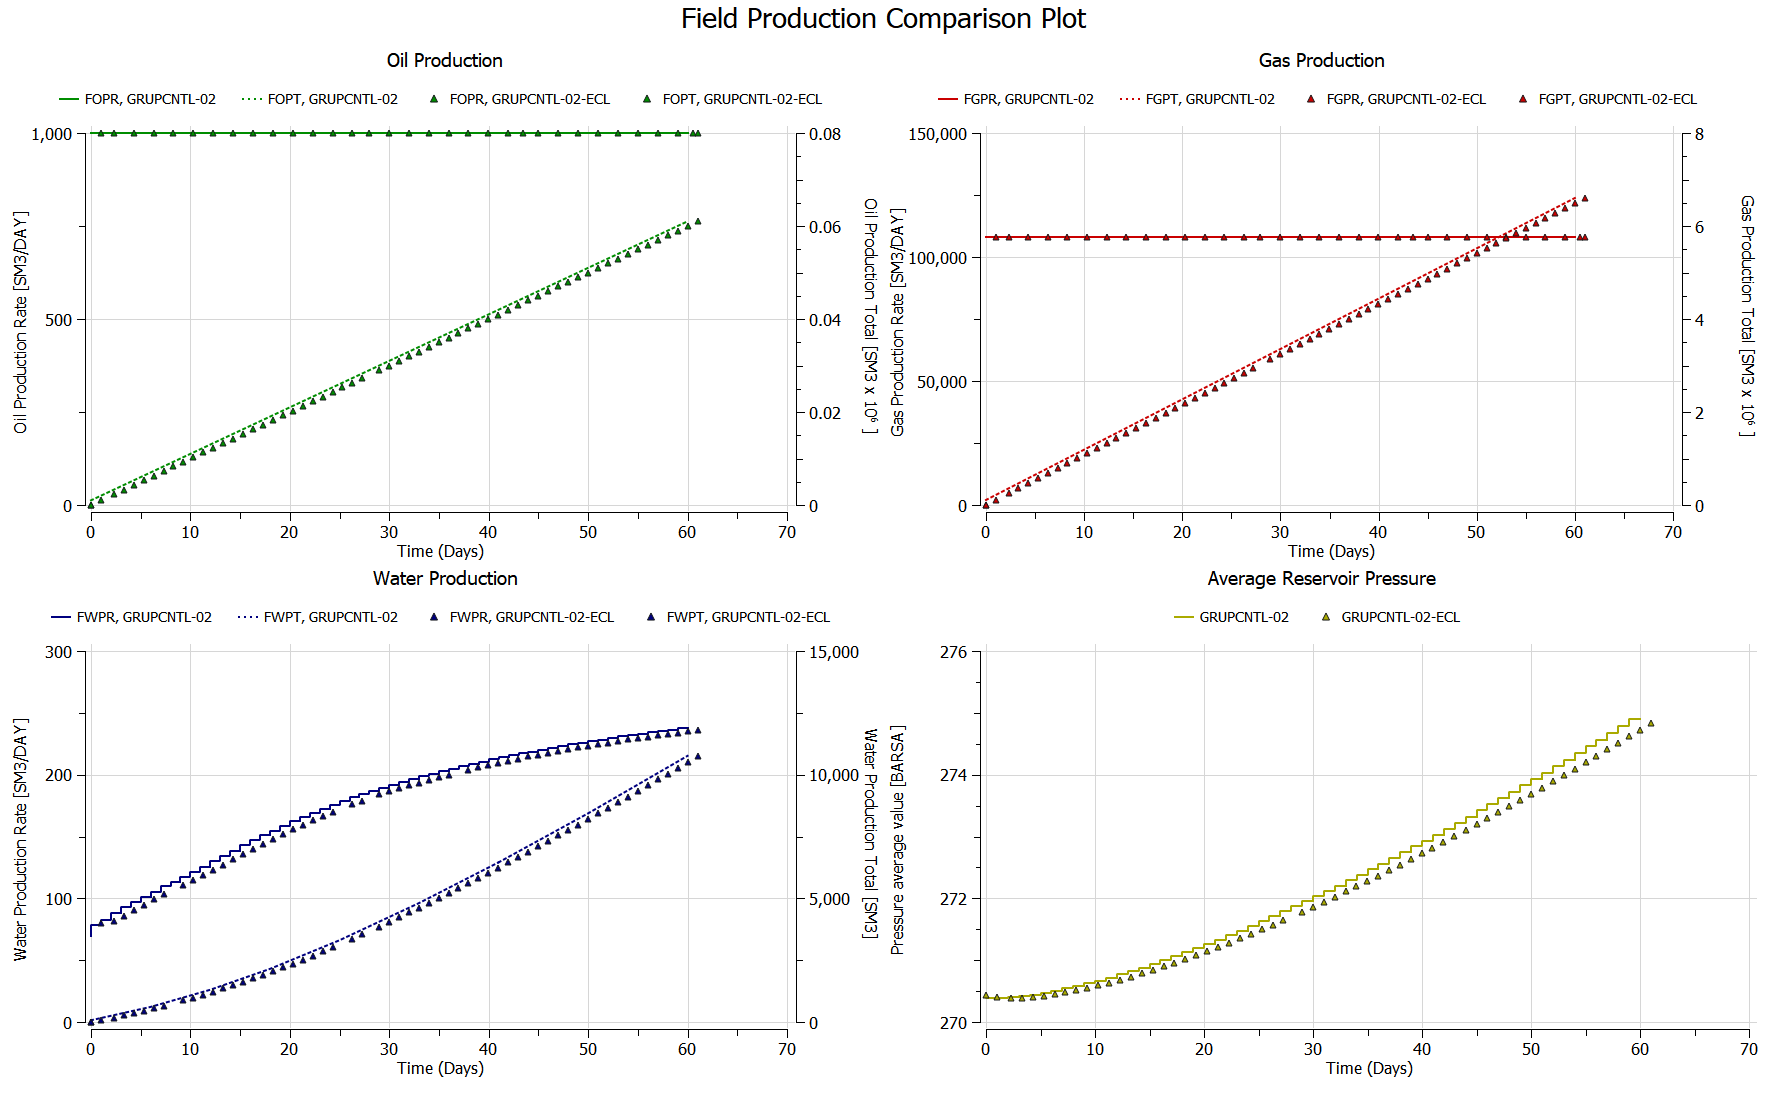 Field Production Comparison Plot
Oil Production
FOPR, GRUPCNTL-02 FOPT, GRUPCNTL-02 FOPR, GRUPCNTL-02-ECL FOPT, GRUPCNTL-02-ECL
1,000
500
0
Oil Production Rate [SM3/DAY]
0.08
0.06
0.04
0.02
0
Oil Production Total [SM3 x 10⁶ ]
0 10 20 30 40 50 60 70
Time (Days)
Gas Production
FGPR, GRUPCNTL-02 FGPT, GRUPCNTL-02 FGPR, GRUPCNTL-02-ECL FGPT, GRUPCNTL-02-ECL
150,000
100,000
50,000
0
Gas Production Rate [SM3/DAY]
8
6
4
2
0
Gas Production Total [SM3 x 10⁶ ]
0 10 20 30 40 50 60 70
Time (Days)
Water Production
FWPR, GRUPCNTL-02 FWPT, GRUPCNTL-02 FWPR, GRUPCNTL-02-ECL FWPT, GRUPCNTL-02-ECL
300
200
100
0
Water Production Rate [SM3/DAY]
15,000
10,000
5,000
0
Water Production Total [SM3]
0 10 20 30 40 50 60 70
Time (Days)
Average Reservoir Pressure
GRUPCNTL-02 GRUPCNTL-02-ECL
276
274
272
270
Pressure average value [BARSA]
0 10 20 30 40 50 60 70
Time (Days)